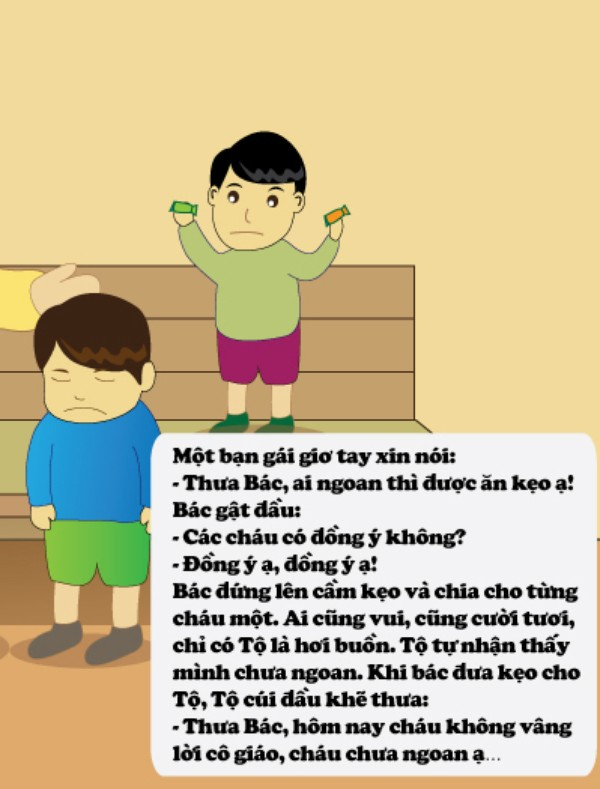 Một bạn gái giơ tay xin nói:
- Thưa Bác, ai ngoan thì được ăn kẹo ạ!
Bác gật đầu:
- Các cháu có đồng ý không?
- Đồng ý ạ, đồng ý ạ!
Bác đứng lên cầm kẹo và chia cho từng
cháu một. Ai cũng vui, cũng cười tươi,
chỉ có Tộ là hơi buồn. Tộ tự nhận thấy
mình chưa ngoan. Khi bác đưa kẹo cho
Tộ, Tộ cúi đầu khẽ thưa:
- Thưa Bác, hôm nay cháu không vâng
lời cô giáo, cháu chưa ngoan ạ...